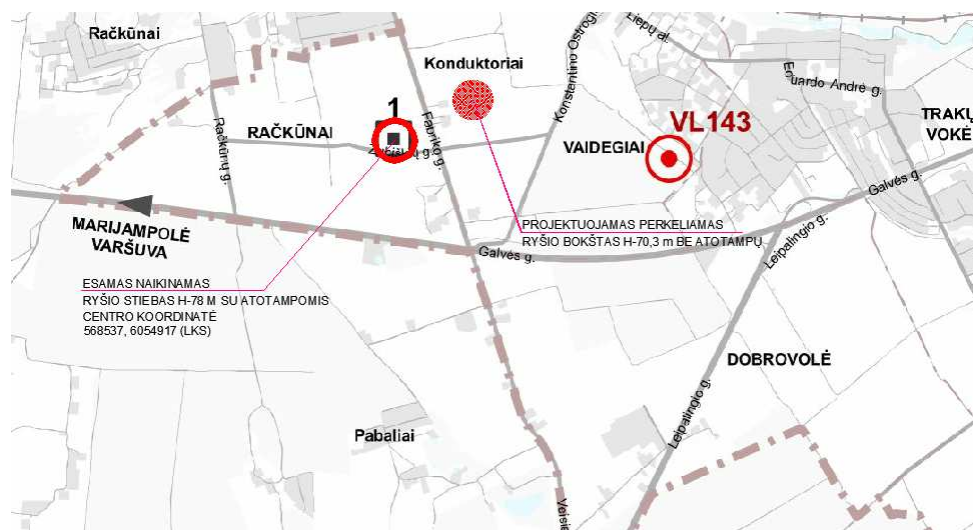 Račkūnai
Konduktoriai
Liepų al.
Eduardo André g.
Konstantino Ostrogi
1
Fabriko g.
VL143
TRAKŲ
VOKĖ
Račkūnų g.
RAČKŪNAI
VAIDEGIAI
Galvės g.
MARIJAMPOLĖ
VARŠUVA
PROJEKTUOJAMAS PERKELIAMAS
RYŠIO BOKŠTAS H-70,3 m BE ATOTAMPŲ
Galvės g.
Leipalingio g.
ESAMAS NAIKINAMAS
RYŠIO STIEBAS H-78 M SU ATOTAMPOMIS
CENTRO KOORDINATĖ
568537, 6054917 (LKS)
DOBROVOLĖ
Leipalingio g.
Pabaliai